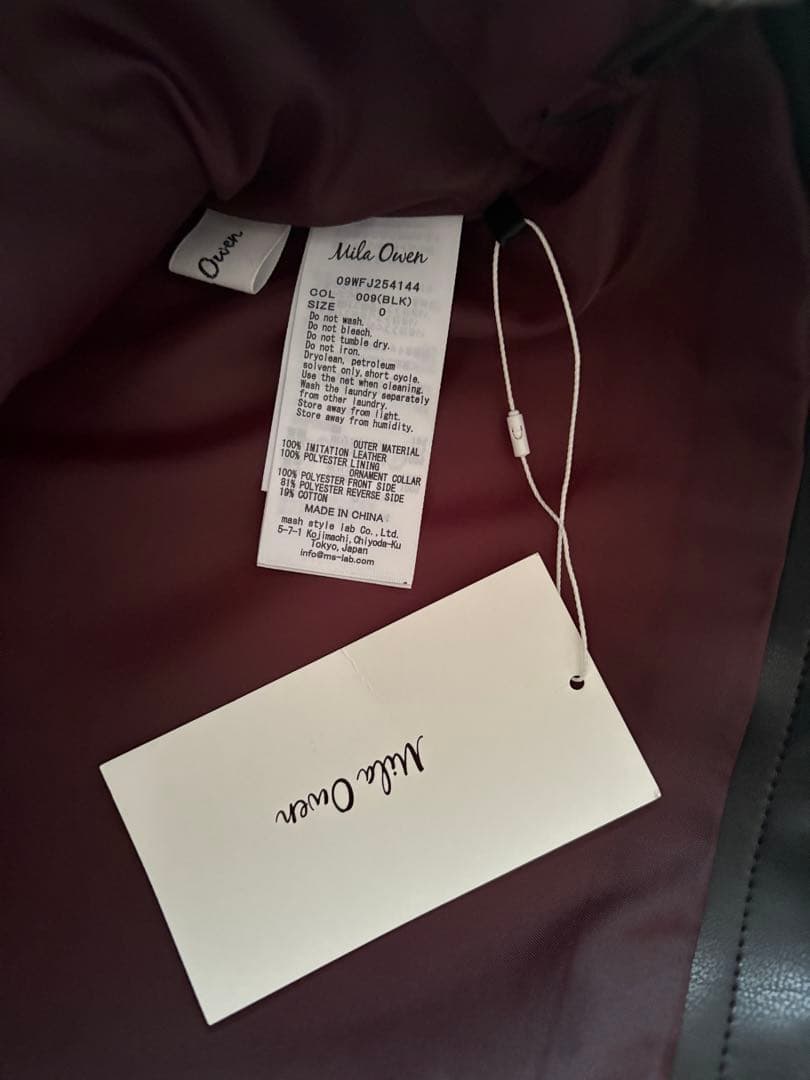 Owen
Mila Owen
09WFJ254144
COL 009(BLK)
SIZE 0
Do not wash.
Do not bleach.
Do not tumble dry.
Do not iron.
Dryclean, petroleum
solvent only, short cycle.
Use the net when cleaning.
Wash the laundry separately
from other laundry.
Store away from light.
Store away from humidity.
OUTER MATERIAL
100% IMITATION LEATHER
100% POLYESTER LINING
ORNAMENT COLLAR
100% POLYESTER FRONT SIDE
81% POLYESTER REVERSE SIDE
19% COTTON
MADE IN CHINA
mash style lab Co., Ltd.
5-7-1 Kojimachi, Chiyoda-Ku
Tokyo, Japan
info@ms-lab.com
Mila Owen